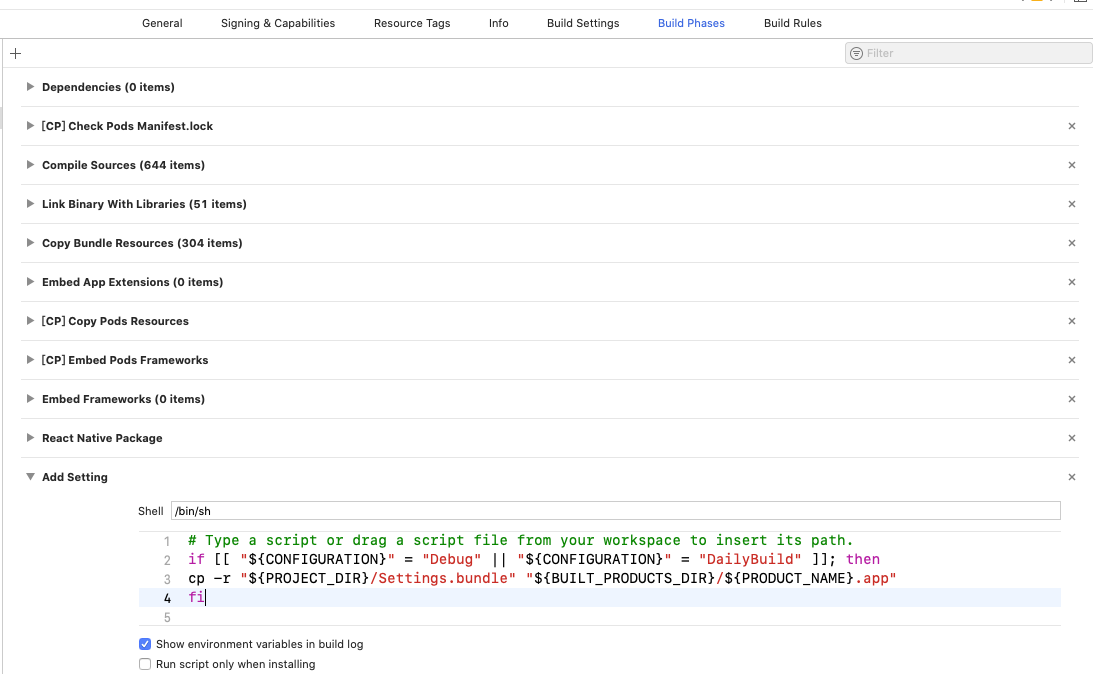 General Signing & Capabilities Resource Tags Info Build Settings Build Phases Build Rules
Filter
Dependencies (0 items)
[CP] Check Pods Manifest.lock
Compile Sources (644 items)
Link Binary With Libraries (51 items)
Copy Bundle Resources (304 items)
Embed App Extensions (0 items)
[CP] Copy Pods Resources
[CP] Embed Pods Frameworks
Embed Frameworks (0 items)
React Native Package
Add Setting
Shell /bin/sh
1 # Type a script or drag a script file from your workspace to insert its path.
2 if [[ "${CONFIGURATION}" = "Debug" || "${CONFIGURATION}" = "DailyBuild" ]]; then
3 cp -r "${PROJECT_DIR}/Settings.bundle" "${BUILT_PRODUCTS_DIR}/${PRODUCT_NAME}.app"
4 fi
5
Show environment variables in build log
Run script only when installing